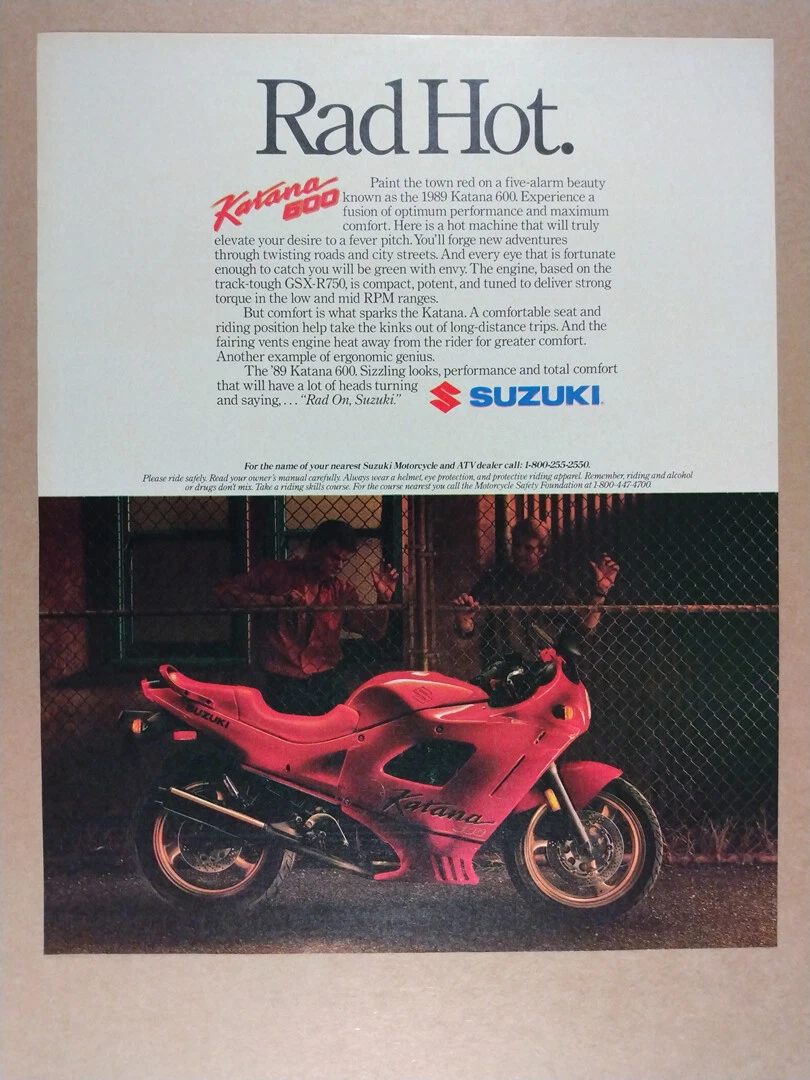 Rad Hot.
Katana
600
Paint the town red on a five-alarm beauty
known as the 1989 Katana 600. Experience a
fusion of optimum performance and maximum
comfort. Here is a hot machine that will truly
elevate your desire to a fever pitch. You'll forge new adventures
through twisting roads and city streets. And every eye that is fortunate
enough to catch you will be green with envy. The engine, based on the
track-tough GSX-R750, is compact, potent, and tuned to deliver strong
torque in the low and mid RPM ranges.
But comfort is what sparks the Katana. A comfortable seat and
riding position help take the kinks out of long-distance trips. And the
fairing vents engine heat away from the rider for greater comfort.
Another example of ergonomic genius.
The '89 Katana 600. Sizzling looks, performance and total comfort
that will have a lot of heads turning
and saying, . . . "Rad On, Suzuki."
SUZUKI
For the name of your nearest Suzuki Motorcycle and ATV dealer call: 1-800-255-2550.
Please ride safely. Read your owner's manual carefully. Always wear a helmet, eye protection, and protective riding apparel. Remember, riding and alcohol
or drugs don't mix. Take a riding skills course. For the course nearest you call the Motorcycle Safety Foundation at 1-800-447-4700.
SUZUKI
Katana
600